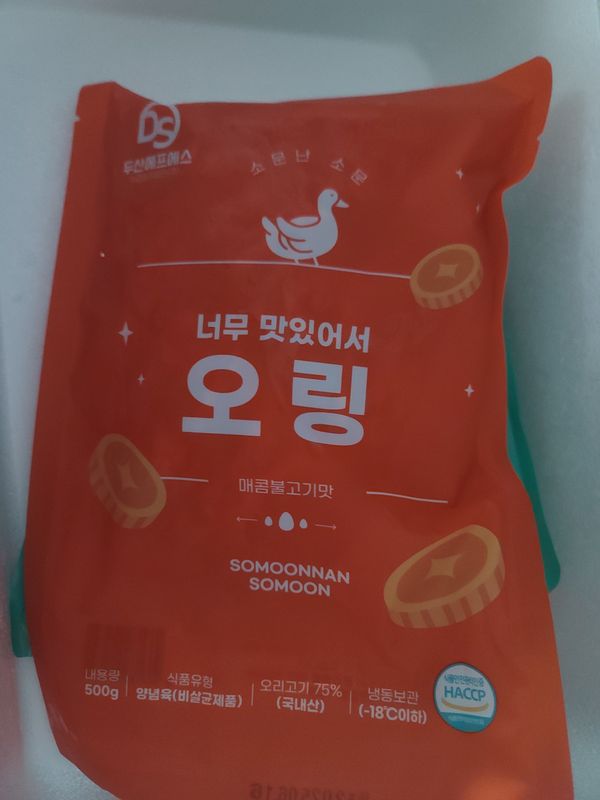 DS
두산에프에스
소문난 소문
너무 맛있어서
오링
매콤불고기맛
SOMOONNAN
SOMOON
내용량
500g
식품유형
양념육(비살균제품)
오리고기 75%
(국내산)
냉동보관
(-18℃이하)
HACCP